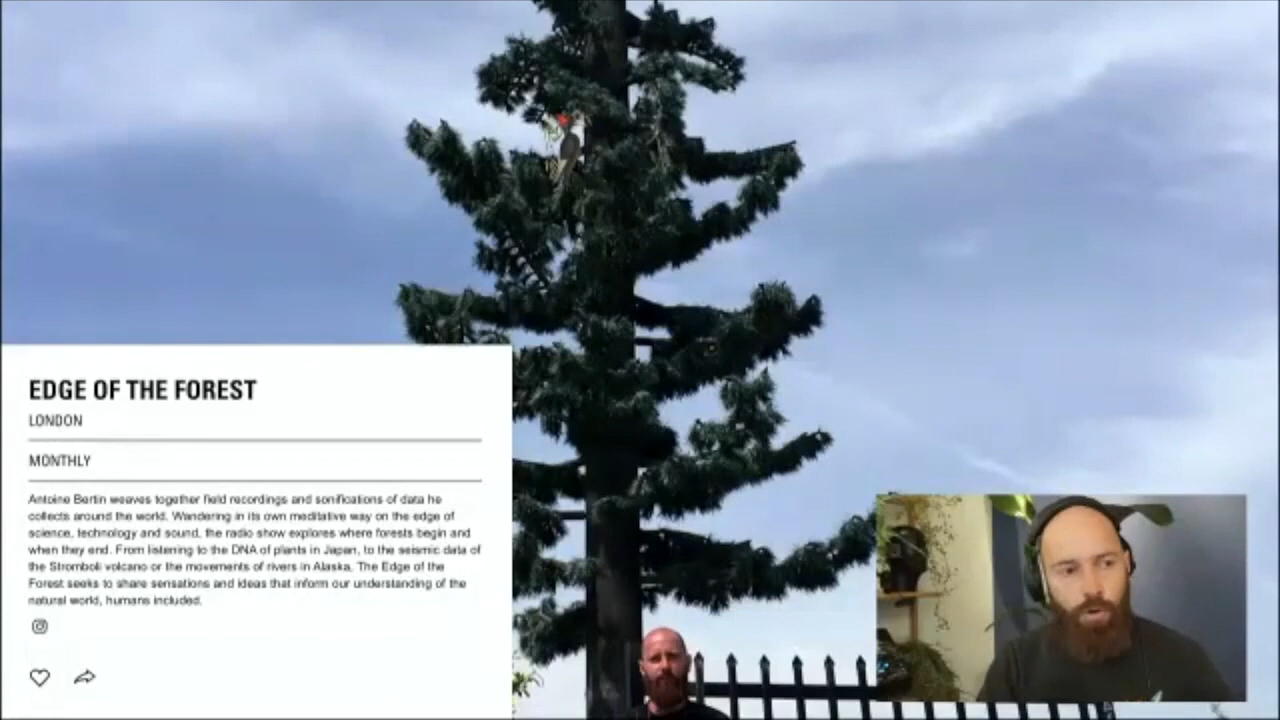 EDGE OF THE FOREST
LONDON
MONTHLY
Antoine Bertin weaves together field recordings and sonifications of data he
collects around the world. Wandering in its own meditative way on the edge of
science, technology and sound, the radio show explores where forests begin and
when they end. From listening to the DNA of plants in Japan, to the seismic data of
the Stromboli volcano or the movements of rivers in Alaska, The Edge of the
Forest seeks to share sensations and ideas that inform our understanding of the
natural world, humans included.